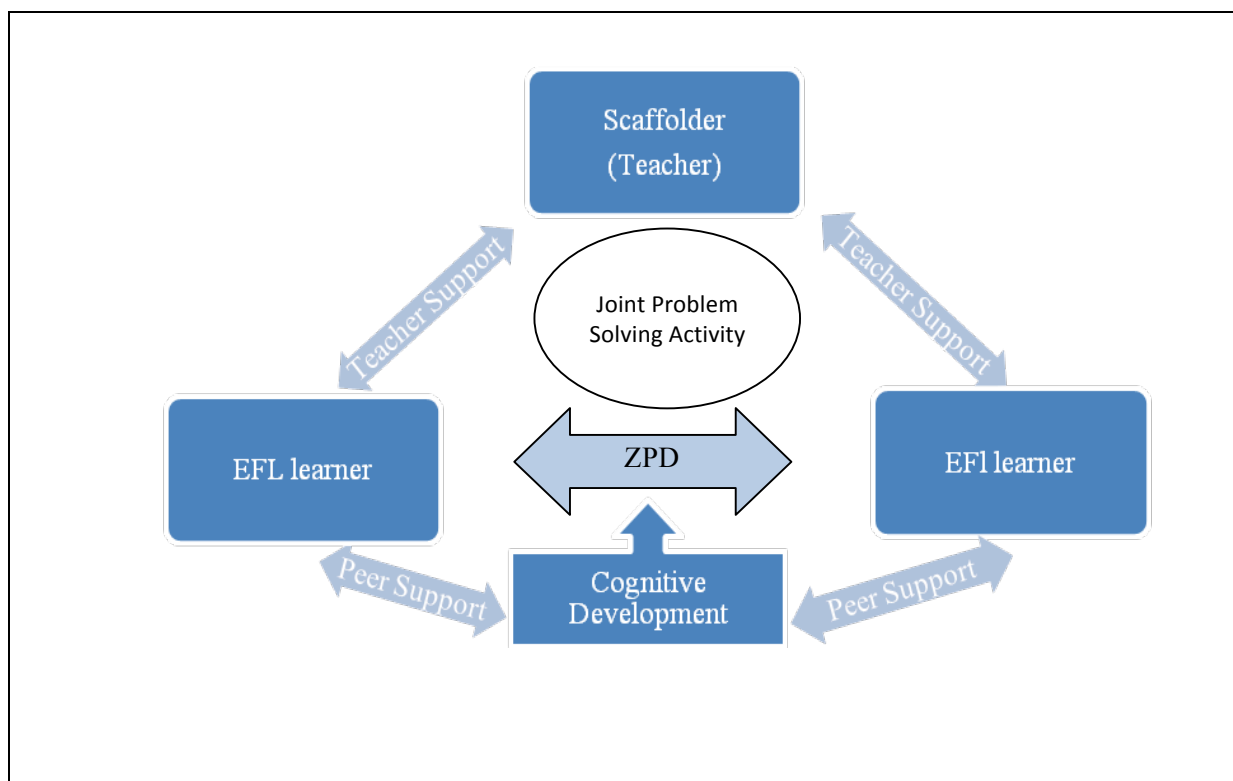 Scaffolder
(Teacher)
Teacher Support
Teacher Support
Joint Problem
Solving Activity
EFL learner
ZPD
EFl learner
Peer Support
Cognitive
Development
Peer Support